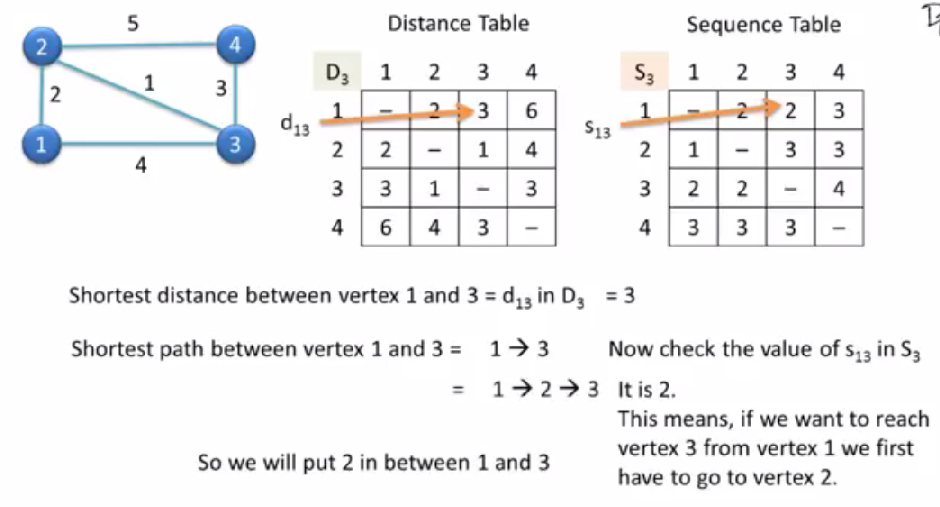 Distance Table
Sequence Table
5
2 4
2 1 3
1 3
4
D₃ 1 2 3 4
1 – 2 3 6
2 2 – 1 4
3 3 1 – 3
4 6 4 3 –
d₁₃
S₃ 1 2 3 4
1 – 2 2 3
2 1 – 3 3
3 2 2 – 4
4 3 3 3 –
s₁₃
Shortest distance between vertex 1 and 3 = d₁₃ in D₃ = 3
Shortest path between vertex 1 and 3 = 1 → 3 Now check the value of s₁₃ in S₃
= 1 → 2 → 3 It is 2.
This means, if we want to reach
vertex 3 from vertex 1 we first
have to go to vertex 2.
So we will put 2 in between 1 and 3